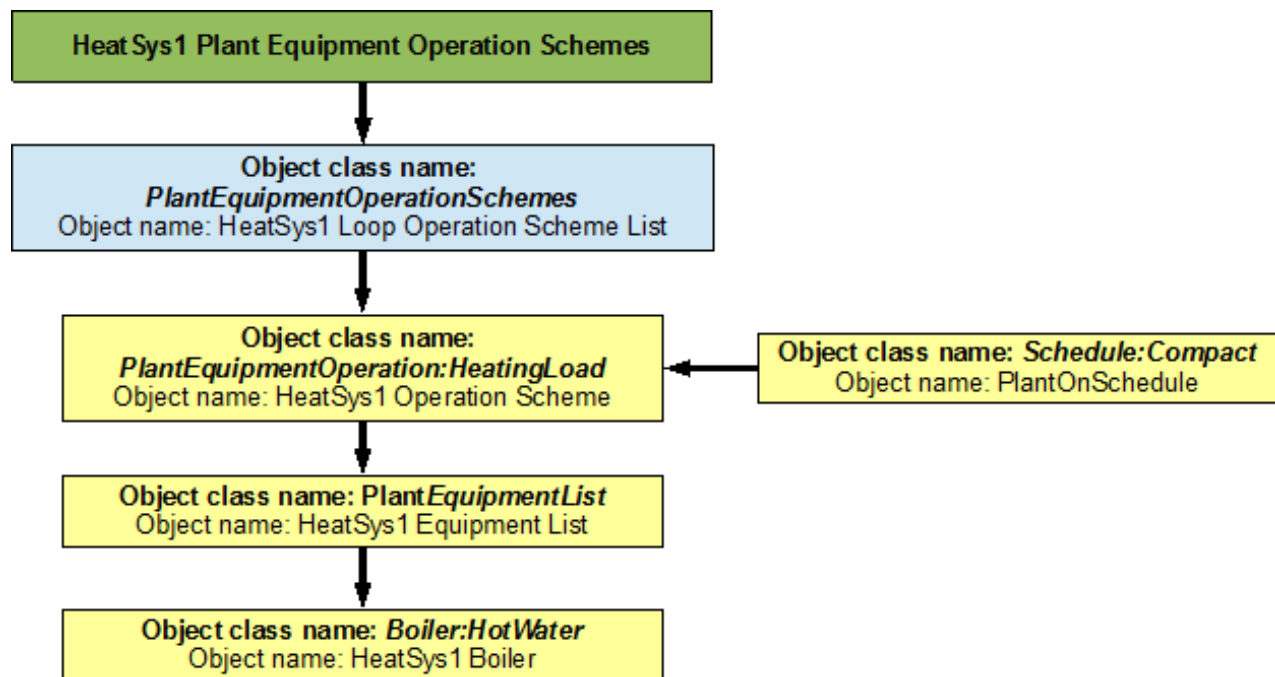 HeatSys1 Plant Equipment Operation Schemes
Object class name:
PlantEquipmentOperationSchemes
Object name: HeatSys1 Loop Operation Scheme List
Object class name:
PlantEquipmentOperation:HeatingLoad
Object name: HeatSys1 Operation Scheme
Object class name: Schedule:Compact
Object name: PlantOnSchedule
Object class name: PlantEquipmentList
Object name: HeatSys1 Equipment List
Object class name: Boiler:HotWater
Object name: HeatSys1 Boiler